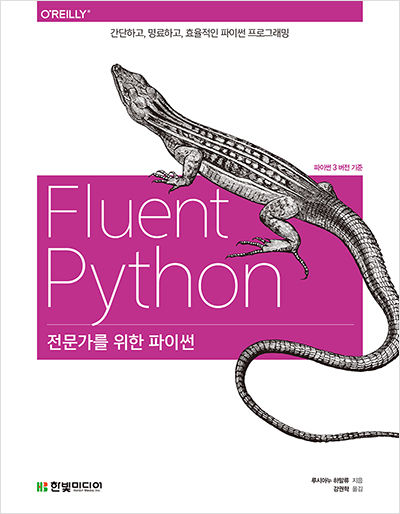 O'REILLY®
간단하고, 명료하고, 효율적인 파이썬 프로그래밍
파이썬 3 버전 기준
Fluent
Python
전문가를 위한 파이썬
루시아누 하말류 지음
강권학 옮김
한빛미디어
Hanbit Media, Inc.